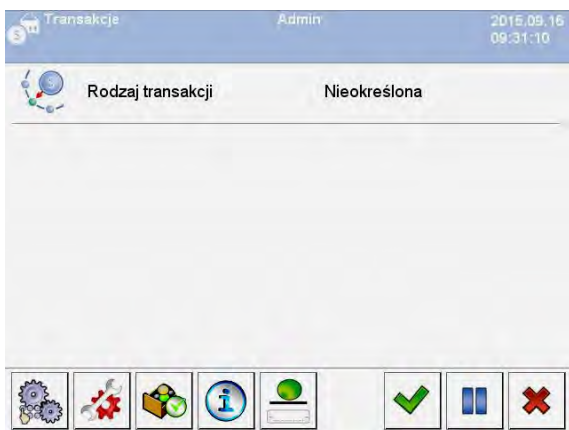 Transakcje
Admin
2015.09.16
09:31:10
Rodzaj transakcji
Nieokreślona